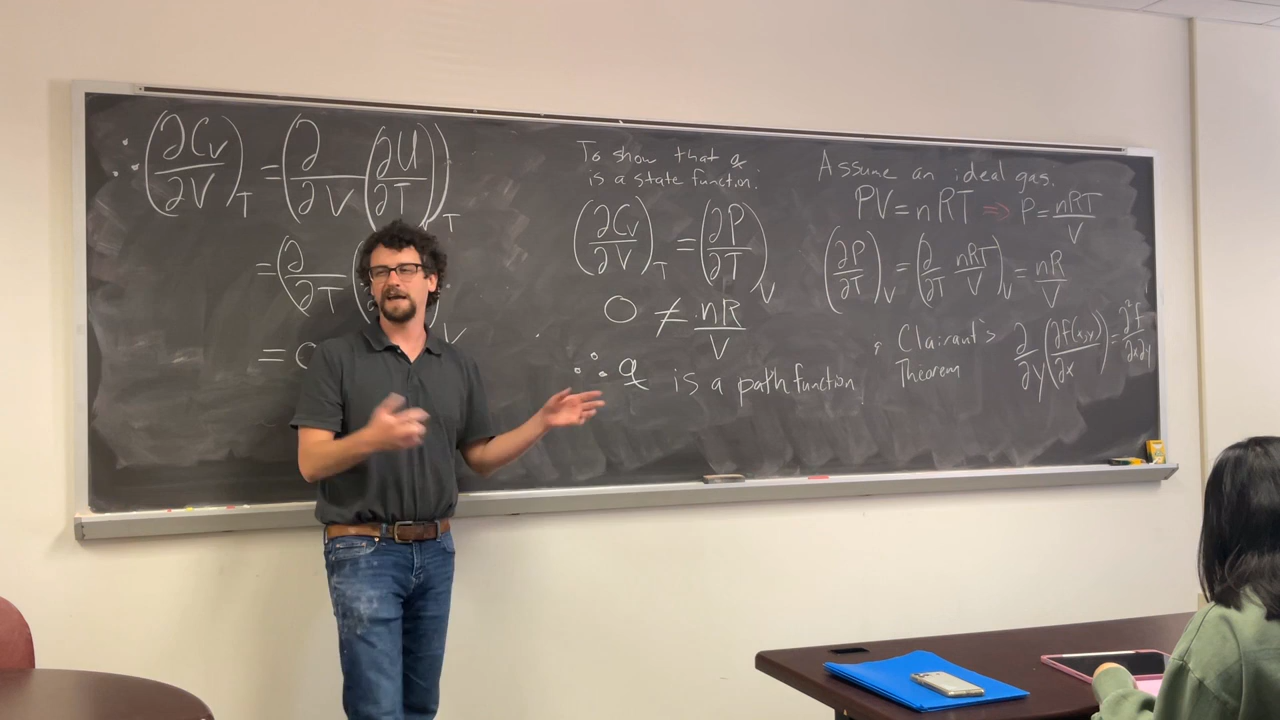 ∴ (∂Cv/∂V)T = (∂/∂V (∂U/∂T))T
= (∂/∂T ( V
= 0
To show that q
is a state function:
(∂Cv/∂V)T = (∂P/∂T)V
0 ≠ nR/V
∴ q is a path function
Assume an ideal gas.
PV = nRT ⇒ P = nRT/V
(∂P/∂T)V = (∂/∂T nRT/V)V = nR/V
Clairant's
Theorem
∂/∂y (∂f(x,y)/∂x) = ∂²f/∂x∂y